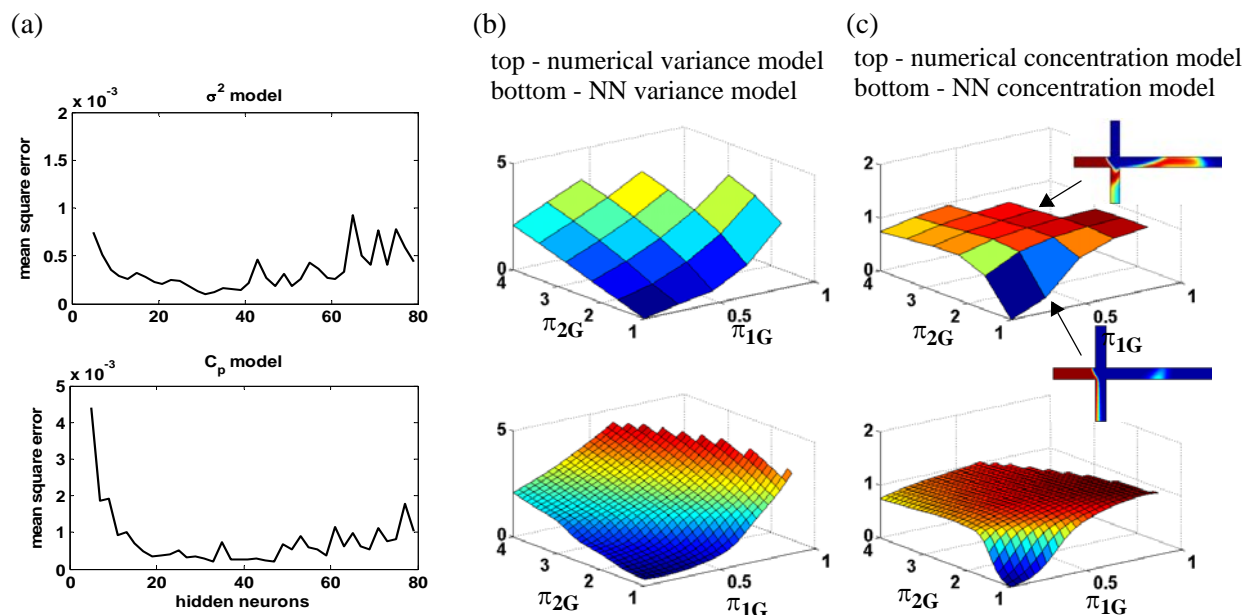 (a)
(b)
(c)
top - numerical variance model
bottom - NN variance model
top - numerical concentration model
bottom - NN concentration model
x 10⁻³
σ² model
2
1.5
1
0.5
0
0 20 40 60 80
mean square error
x 10⁻³
Cₚ model
5
4
3
2
1
0
0 20 40 60 80
mean square error
hidden neurons
5
0
4
3
2
1
0.5
1
π2G
π1G
2
1
0
4
3
2
1
0.5
1
π2G
π1G
5
0
4
3
2
1
0.5
1
π2G
π1G
2
1
0
4
3
2
1
0.5
1
π2G
π1G